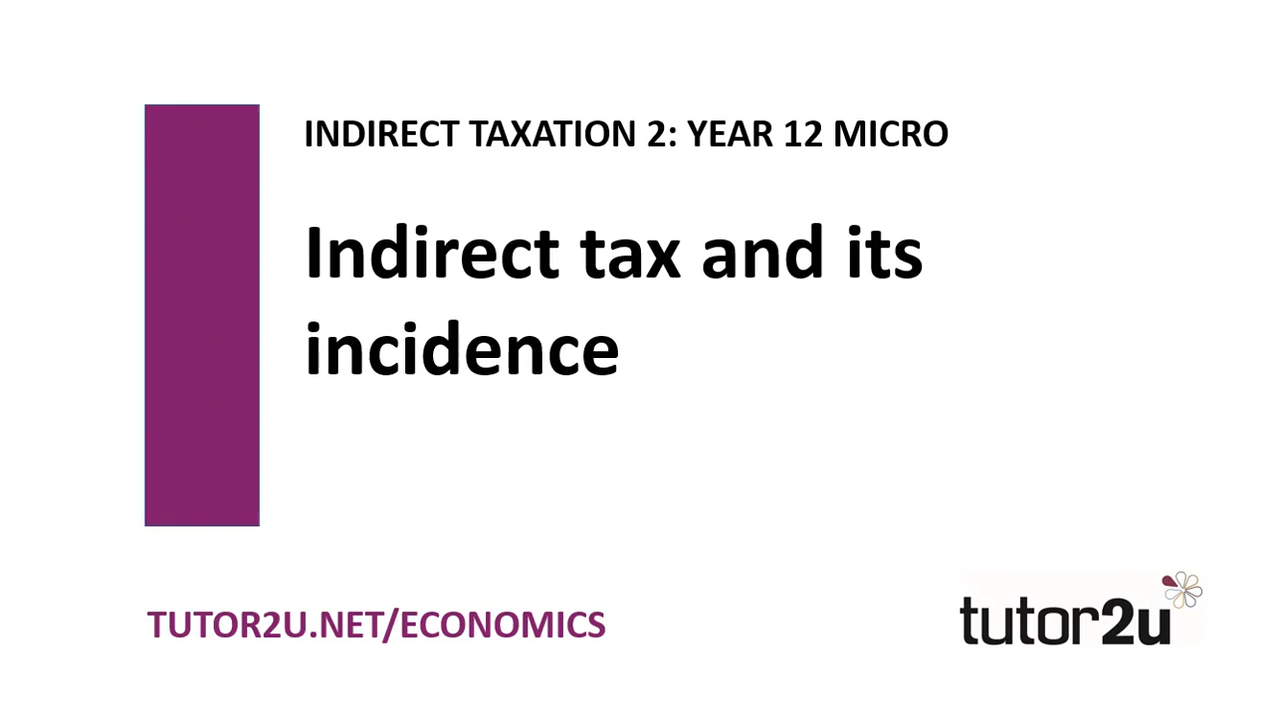 INDIRECT TAXATION 2: YEAR 12 MICRO
Indirect tax and its
incidence
TUTOR2U.NET/ECONOMICS
tutor2u